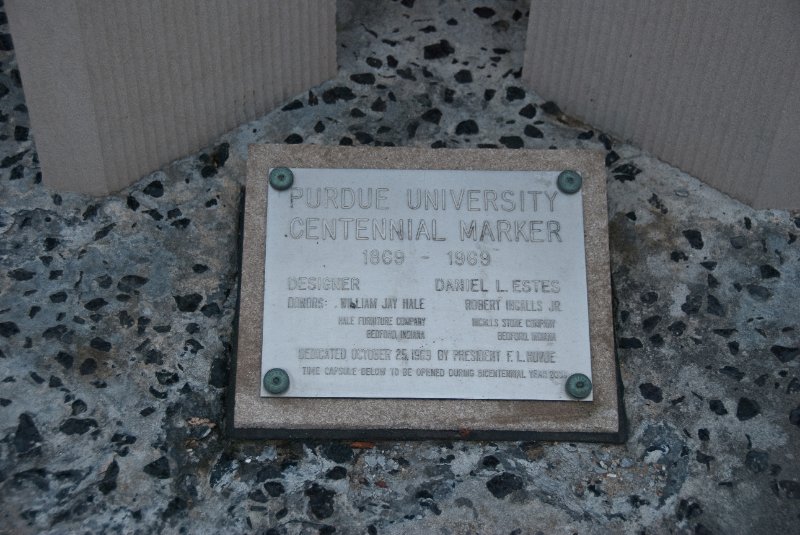 PURDUE UNIVERSITY
CENTENNIAL MARKER
1869 - 1969
DESIGNER DANIEL L. ESTES
DONORS: WILLIAM JAY HALE ROBERT INGALLS JR.
HALE FURNITURE COMPANY INGALLS STONE COMPANY
BEDFORD, INDIANA BEDFORD, INDIANA
DEDICATED OCTOBER 25, 1969 BY PRESIDENT F. L. HOVDE
TIME CAPSULE BELOW TO BE OPENED DURING BICENTENNIAL YEAR